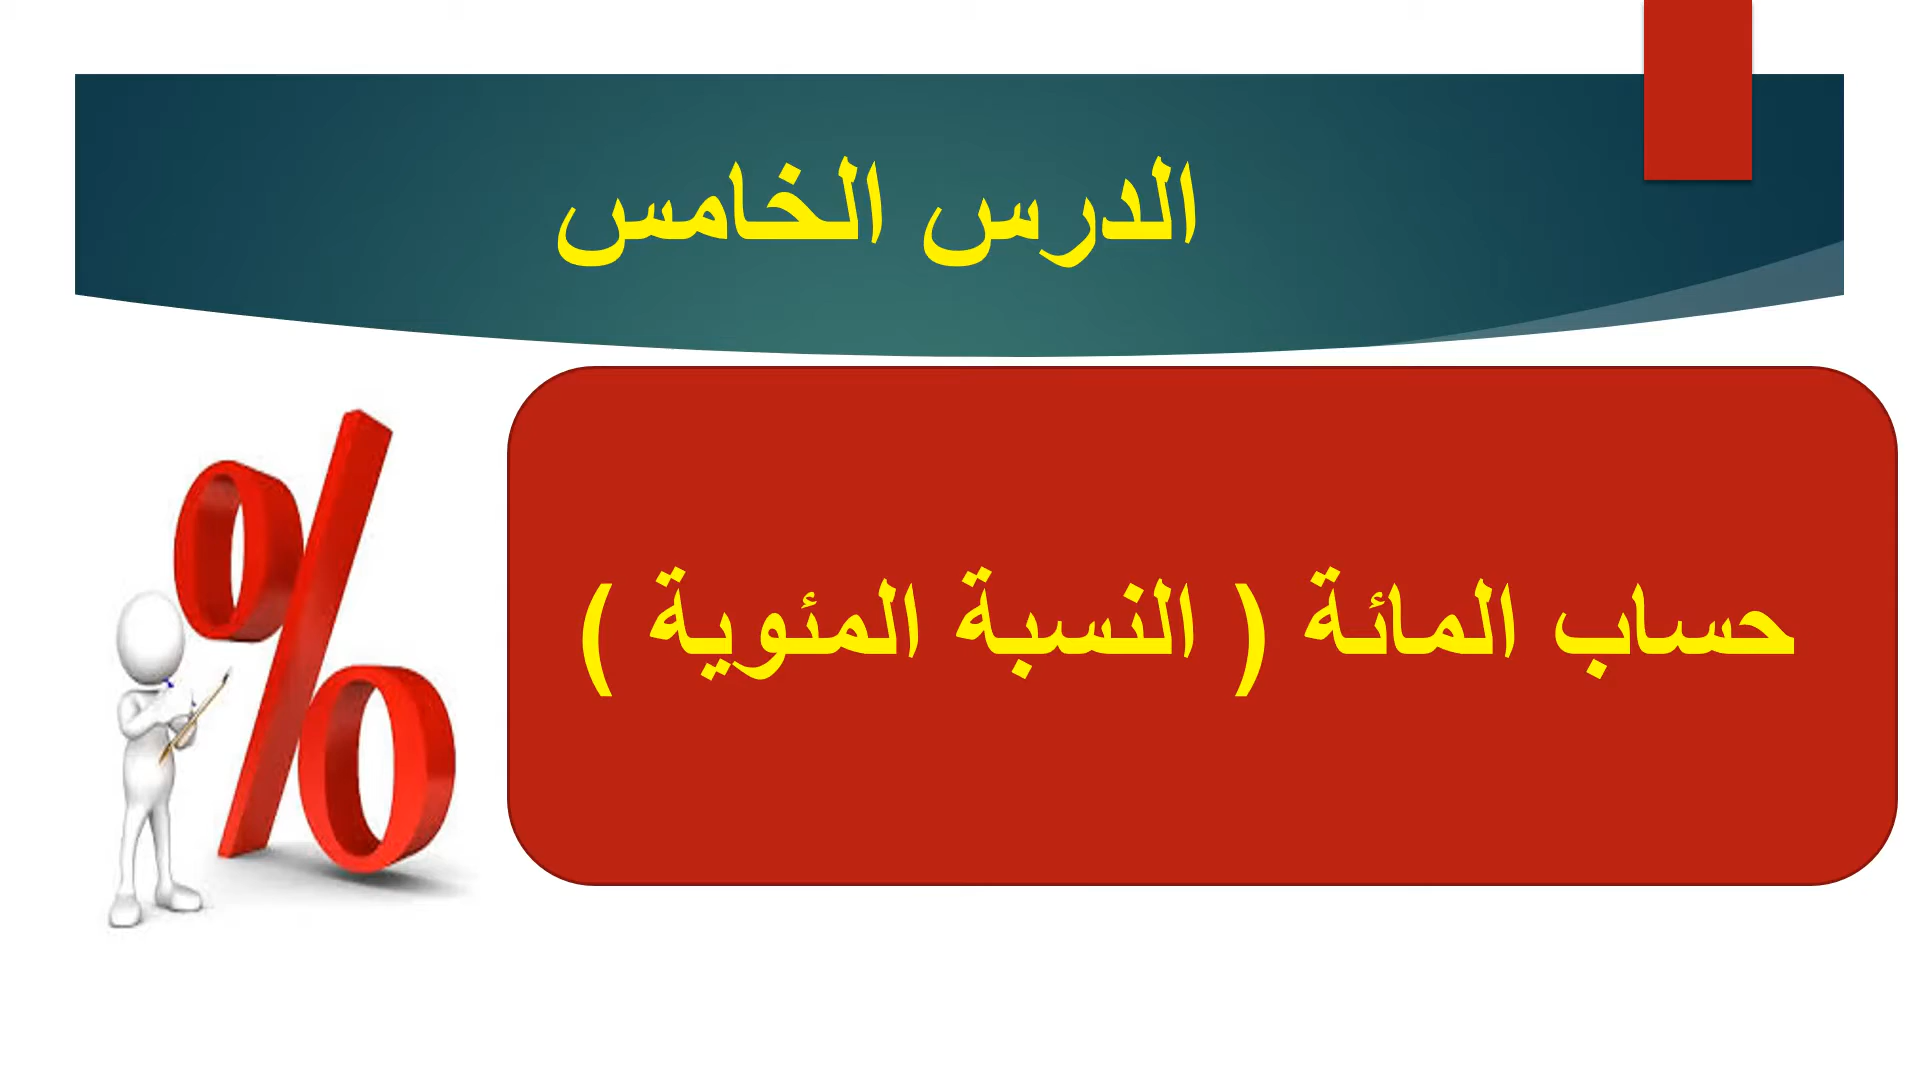 الدرس الخامس
حساب المائة ( النسبة المئوية )
%